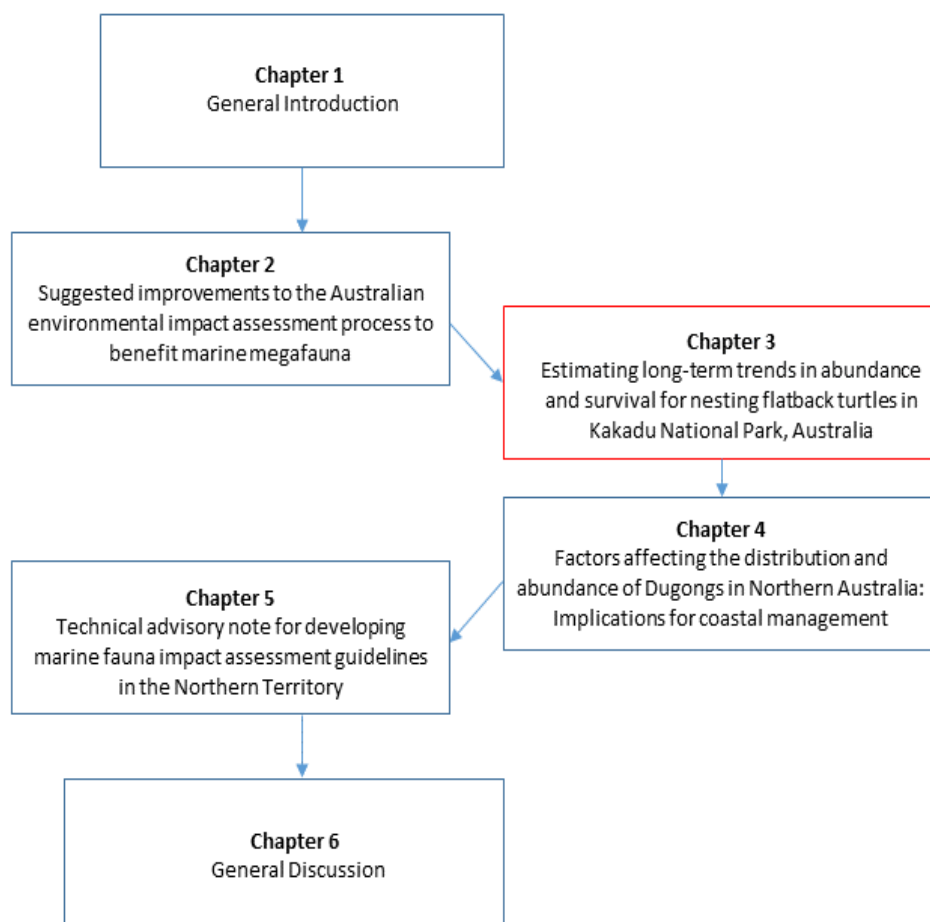 Chapter 1
General Introduction
Chapter 2
Suggested improvements to the Australian
environmental impact assessment process to
benefit marine megafauna
Chapter 3
Estimating long-term trends in abundance
and survival for nesting flatback turtles in
Kakadu National Park, Australia
Chapter 4
Factors affecting the distribution and
abundance of Dugongs in Northern Australia:
Implications for coastal management
Chapter 5
Technical advisory note for developing
marine fauna impact assessment guidelines
in the Northern Territory
Chapter 6
General Discussion